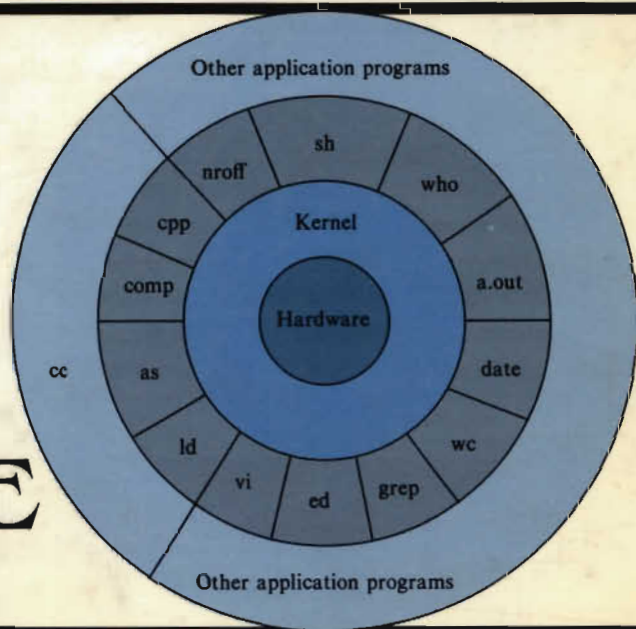 Other application programs
sh
nroff
who
cpp
Kernel
comp
a.out
Hardware
cc
as
date
ld
wc
vi
grep
ed
E
Other application programs